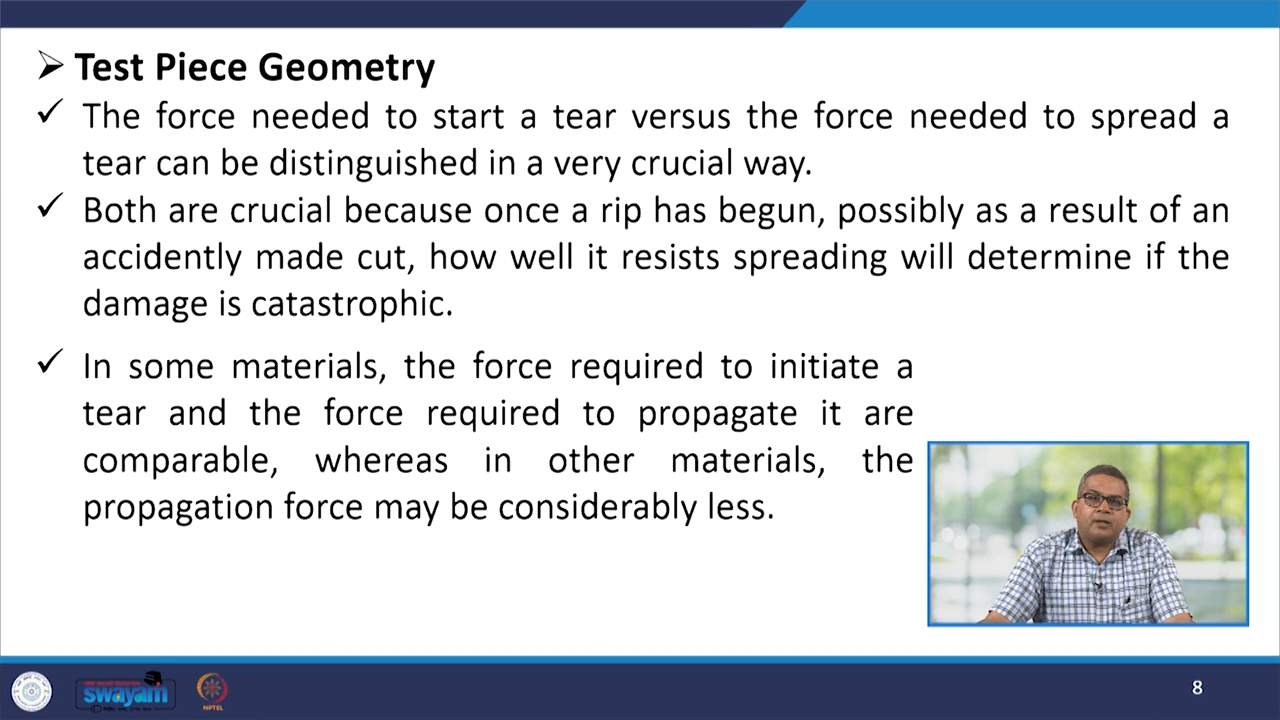 ➢ Test Piece Geometry
✓ The force needed to start a tear versus the force needed to spread a
tear can be distinguished in a very crucial way.
✓ Both are crucial because once a rip has begun, possibly as a result of an
accidently made cut, how well it resists spreading will determine if the
damage is catastrophic.
✓ In some materials, the force required to initiate a
tear and the force required to propagate it are
comparable, whereas in other materials, the
propagation force may be considerably less.
swayam
NPTEL
8